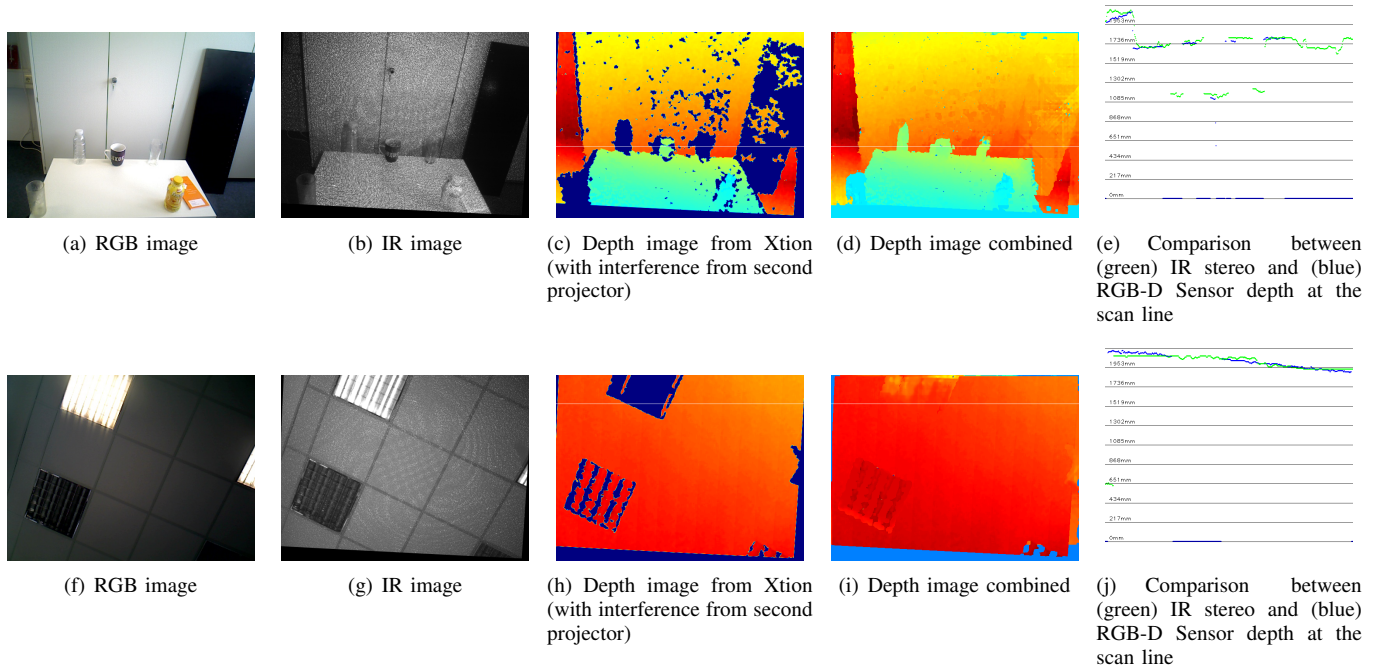 1953mm
1736mm
1519mm
1302mm
1085mm
868mm
651mm
434mm
217mm
0mm
(a) RGB image
(b) IR image
(c) Depth image from Xtion
(with interference from second
projector)
(d) Depth image combined
(e) Comparison between
(green) IR stereo and (blue)
RGB-D Sensor depth at the
scan line
1953mm
1736mm
1519mm
1302mm
1085mm
868mm
651mm
434mm
217mm
0mm
(f) RGB image
(g) IR image
(h) Depth image from Xtion
(with interference from second
projector)
(i) Depth image combined
(j) Comparison between
(green) IR stereo and (blue)
RGB-D Sensor depth at the
scan line